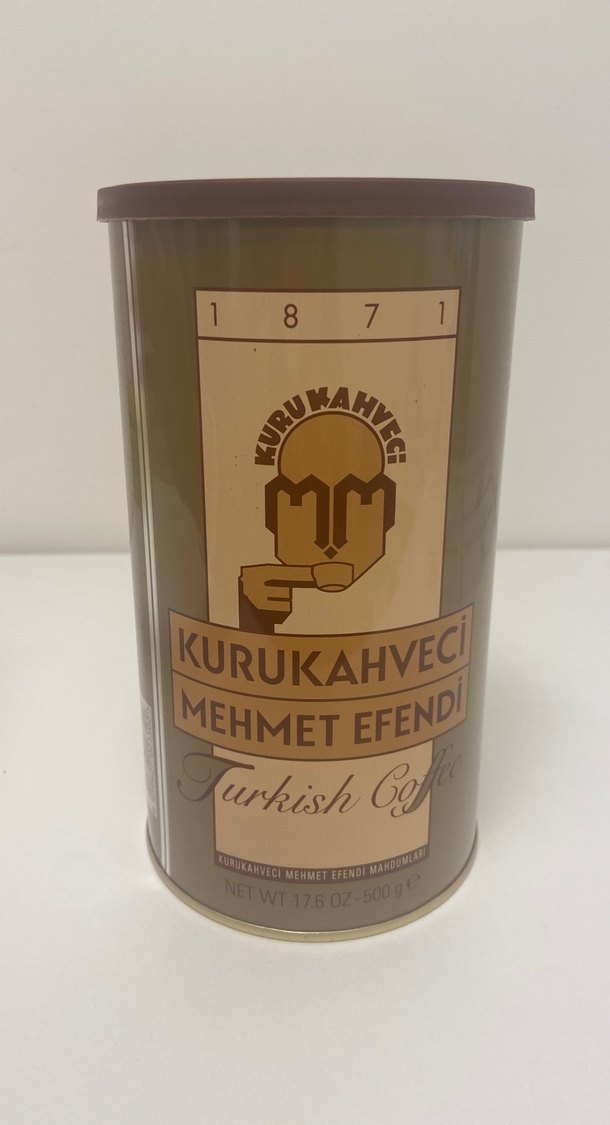 1 8 7 1
KURUKAHVECİ
MM
KURUKAHVECİ
MEHMET EFENDİ
Turkish Coffee
KURUKAHVECİ MEHMET EFENDİ MAHDUMLARI
NET WT 17.6 OZ - 500 g ℮